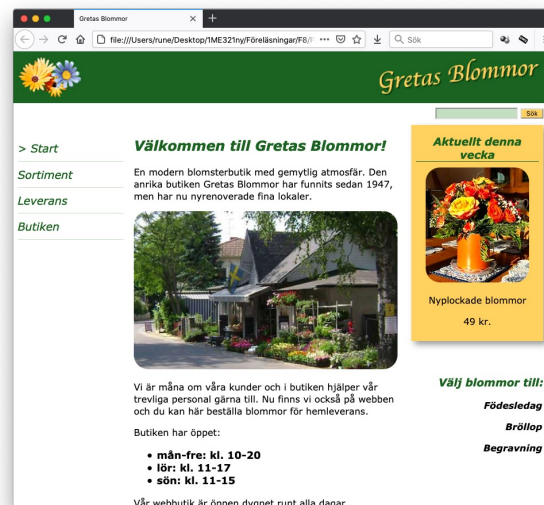 Gretas Blommor
file:///Users/rune/Desktop/1ME321ny/Föreläsningar/F8/F
Sök
Gretas Blommor
Sök
> Start
Sortiment
Leverans
Butiken
Välkommen till Gretas Blommor!
En modern blomsterbutik med gemytlig atmosfär. Den
anrika butiken Gretas Blommor har funnits sedan 1947,
men har nu nyrenoverade fina lokaler.
Vi är måna om våra kunder och i butiken hjälper vår
trevliga personal gärna till. Nu finns vi också på webben
och du kan här beställa blommor för hemleverans.
Butiken har öppet:
• mån-fre: kl. 10-20
• lör: kl. 11-17
• sön: kl. 11-15
Vår webbutik är öppen dygnet runt alla dagar
Aktuellt denna
vecka
Nyplockade blommor
49 kr.
Välj blommor till:
Födesledag
Bröllop
Begravning